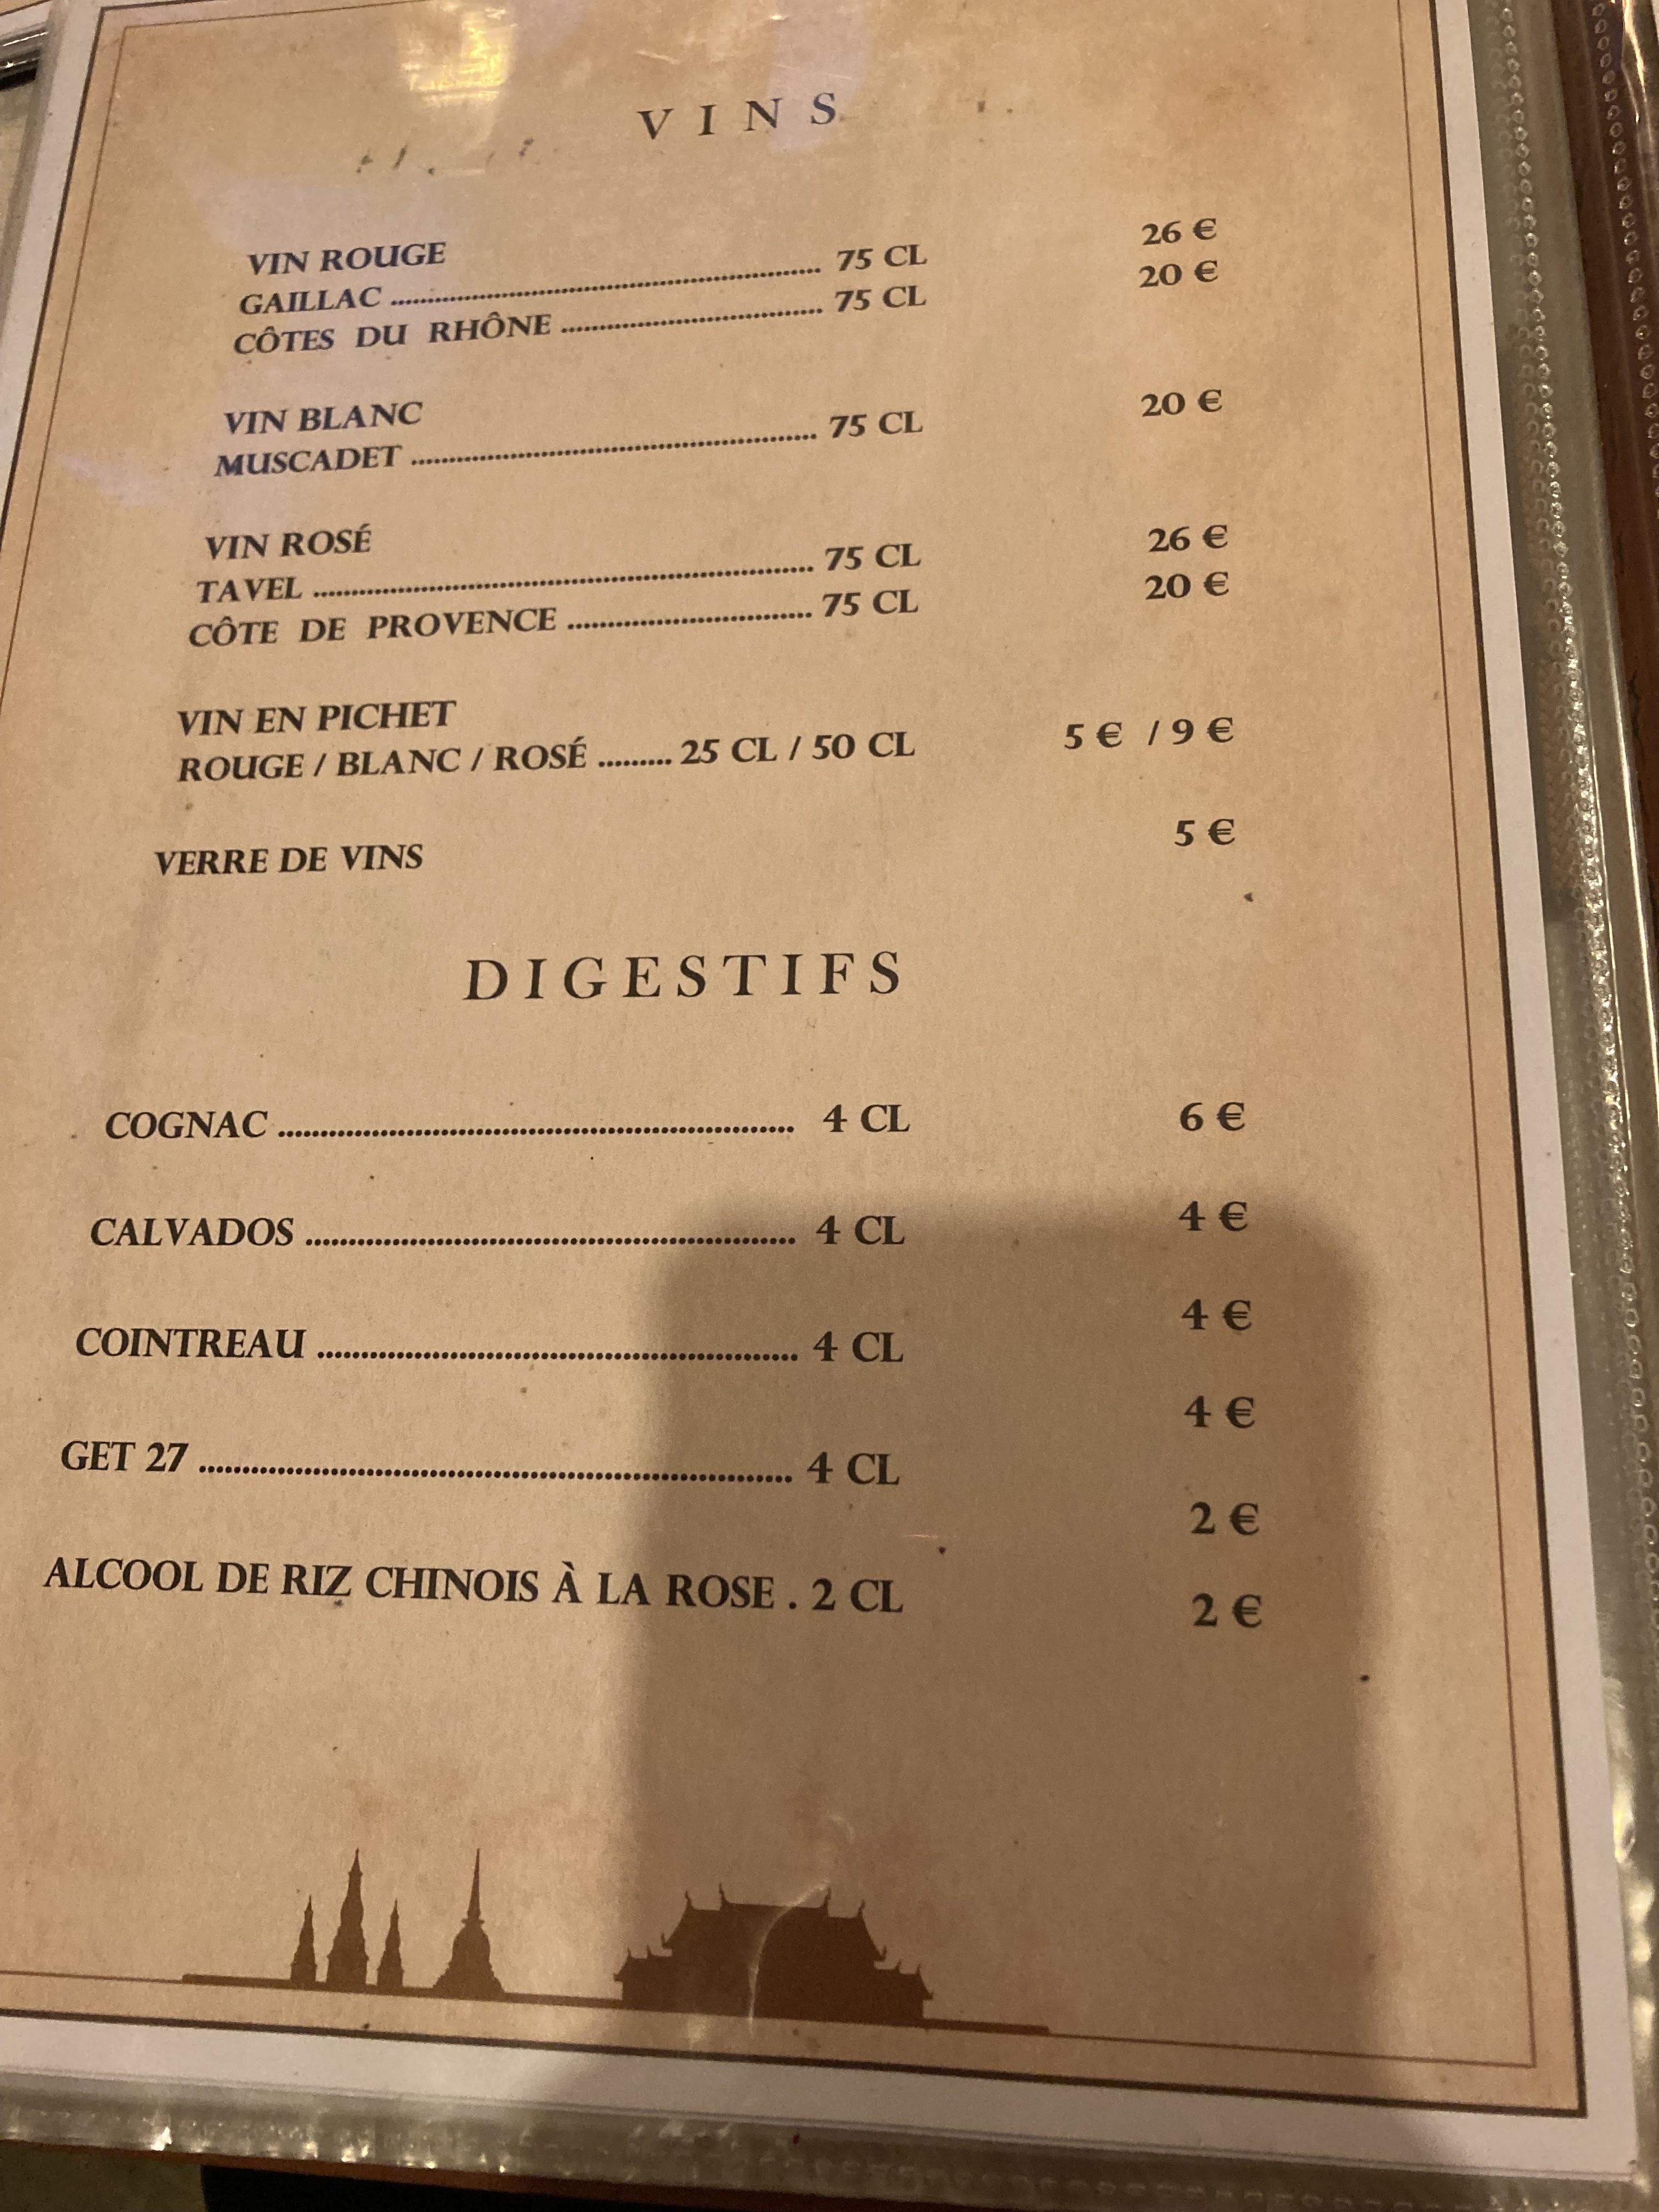 VINS
VIN ROUGE
GAILLAC ........................ 75 CL 26 €
CÔTES DU RHÔNE ........................ 75 CL 20 €
VIN BLANC
MUSCADET ........................ 75 CL 20 €
VIN ROSÉ
TAVEL ........................ 75 CL 26 €
CÔTE DE PROVENCE ........................ 75 CL 20 €
VIN EN PICHET
ROUGE / BLANC / ROSÉ ......... 25 CL / 50 CL 5 € / 9 €
VERRE DE VINS 5 €
DIGESTIFS
COGNAC ........................ 4 CL 6 €
CALVADOS ........................ 4 CL 4 €
COINTREAU ........................ 4 CL 4 €
GET 27 ........................ 4 CL 4 €
2 €
ALCOOL DE RIZ CHINOIS À LA ROSE . 2 CL 2 €